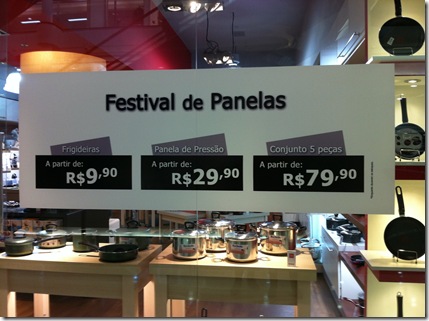 Festival de Panelas
Frigideiras
A partir de:
R$9,90
Panela de Pressão
A partir de:
R$29,90
Conjunto 5 peças
A partir de:
R$79,90